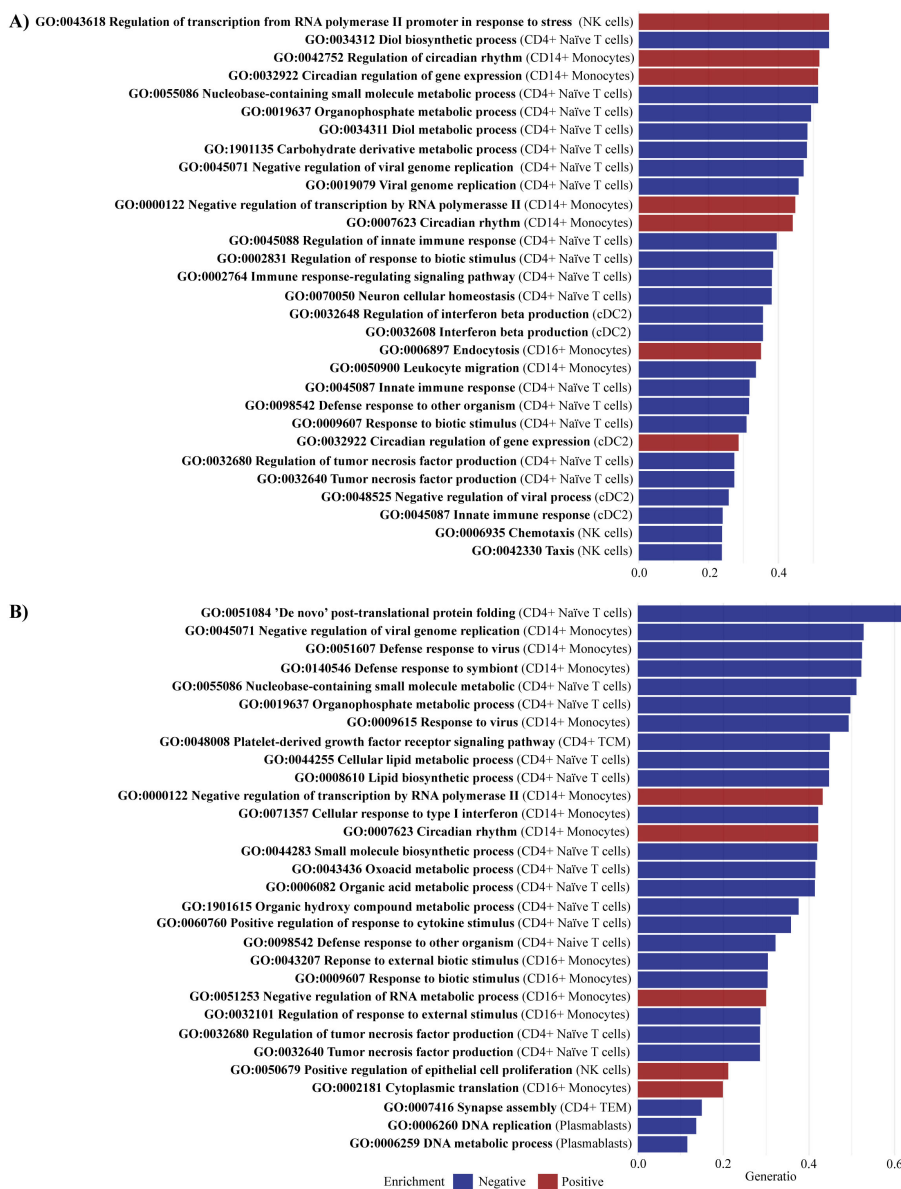 A)
GO:0043618 Regulation of transcription from RNA polymerase II promoter in response to stress (NK cells)
GO:0034312 Diol biosynthetic process (CD4+ Naïve T cells)
GO:0042752 Regulation of circadian rhythm (CD14+ Monocytes)
GO:0032922 Circadian regulation of gene expression (CD14+ Monocytes)
GO:0055086 Nucleobase-containing small molecule metabolic process (CD4+ Naïve T cells)
GO:0019637 Organophosphate metabolic process (CD4+ Naïve T cells)
GO:0034311 Diol metabolic process (CD4+ Naïve T cells)
GO:1901135 Carbohydrate derivative metabolic process (CD4+ Naïve T cells)
GO:0045071 Negative regulation of viral genome replication (CD4+ Naïve T cells)
GO:0019079 Viral genome replication (CD4+ Naïve T cells)
GO:0000122 Negative regulation of transcription by RNA polymerasse II (CD14+ Monocytes)
GO:0007623 Circadian rhythm (CD14+ Monocytes)
GO:0045088 Regulation of innate immune response (CD4+ Naïve T cells)
GO:0002831 Regulation of response to biotic stimulus (CD4+ Naïve T cells)
GO:0002764 Immune response-regulating signaling pathway (CD4+ Naïve T cells)
GO:0070050 Neuron cellular homeostasis (CD4+ Naïve T cells)
GO:0032648 Regulation of interferon beta production (cDC2)
GO:0032608 Interferon beta production (cDC2)
GO:0006897 Endocytosis (CD16+ Monocytes)
GO:0050900 Leukocyte migration (CD14+ Monocytes)
GO:0045087 Innate immune response (CD4+ Naïve T cells)
GO:0098542 Defense response to other organism (CD4+ Naïve T cells)
GO:0009607 Response to biotic stimulus (CD4+ Naïve T cells)
GO:0032922 Circadian regulation of gene expression (cDC2)
GO:0032680 Regulation of tumor necrosis factor production (CD4+ Naïve T cells)
GO:0032640 Tumor necrosis factor production (CD4+ Naïve T cells)
GO:0048525 Negative regulation of viral process (cDC2)
GO:0045087 Innate immune response (cDC2)
GO:0006935 Chemotaxis (NK cells)
GO:0042330 Taxis (NK cells)
0.0 0.2 0.4
B)
GO:0051084 'De novo' post-translational protein folding (CD4+ Naïve T cells)
GO:0045071 Negative regulation of viral genome replication (CD14+ Monocytes)
GO:0051607 Defense response to virus (CD14+ Monocytes)
GO:0140546 Defense response to symbiont (CD14+ Monocytes)
GO:0055086 Nucleobase-containing small molecule metabolic (CD4+ Naïve T cells)
GO:0019637 Organophosphate metabolic process (CD4+ Naïve T cells)
GO:0009615 Response to virus (CD14+ Monocytes)
GO:0048008 Platelet-derived growth factor receptor signaling pathway (CD4+ TCM)
GO:0044255 Cellular lipid metabolic process (CD4+ Naïve T cells)
GO:0008610 Lipid biosynthetic process (CD4+ Naïve T cells)
GO:0000122 Negative regulation of transcription by RNA polymerase II (CD14+ Monocytes)
GO:0071357 Cellular response to type I interferon (CD14+ Monocytes)
GO:0007623 Circadian rhythm (CD14+ Monocytes)
GO:0044283 Small molecule biosynthetic process (CD4+ Naïve T cells)
GO:0043436 Oxoacid metabolic process (CD4+ Naïve T cells)
GO:0006082 Organic acid metabolic process (CD4+ Naïve T cells)
GO:1901615 Organic hydroxy compound metabolic process (CD4+ Naïve T cells)
GO:0060760 Positive regulation of response to cytokine stimulus (CD4+ Naïve T cells)
GO:0098542 Defense response to other organism (CD4+ Naive T cells)
GO:0043207 Reponse to external biotic stimulus (CD16+ Monocytes)
GO:0009607 Response to biotic stimulus (CD16+ Monocytes)
GO:0051253 Negative regulation of RNA metabolic process (CD16+ Monocytes)
GO:0032101 Regulation of response to external stimulus (CD16+ Monocytes)
GO:0032680 Regulation of tumor necrosis factor production (CD4+ Naïve T cells)
GO:0032640 Tumor necrosis factor production (CD4+ Naïve T cells)
GO:0050679 Positive regulation of epithelial cell proliferation (NK cells)
GO:0002181 Cytoplasmic translation (CD16+ Monocytes)
GO:0007416 Synapse assembly (CD4+ TEM)
GO:0006260 DNA replication (Plasmablasts)
GO:0006259 DNA metabolic process (Plasmablasts)
0.0 0.2 0.4 0.6
Generatio
Enrichment Negative Positive